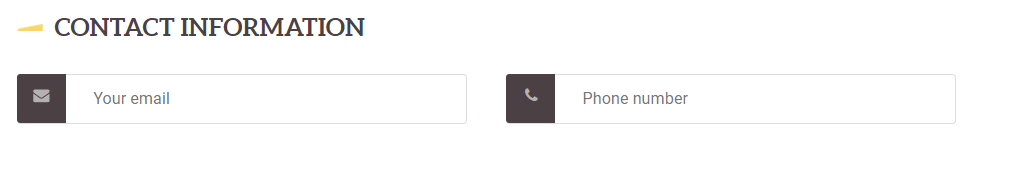 CONTACT INFORMATION
Your email
Phone number